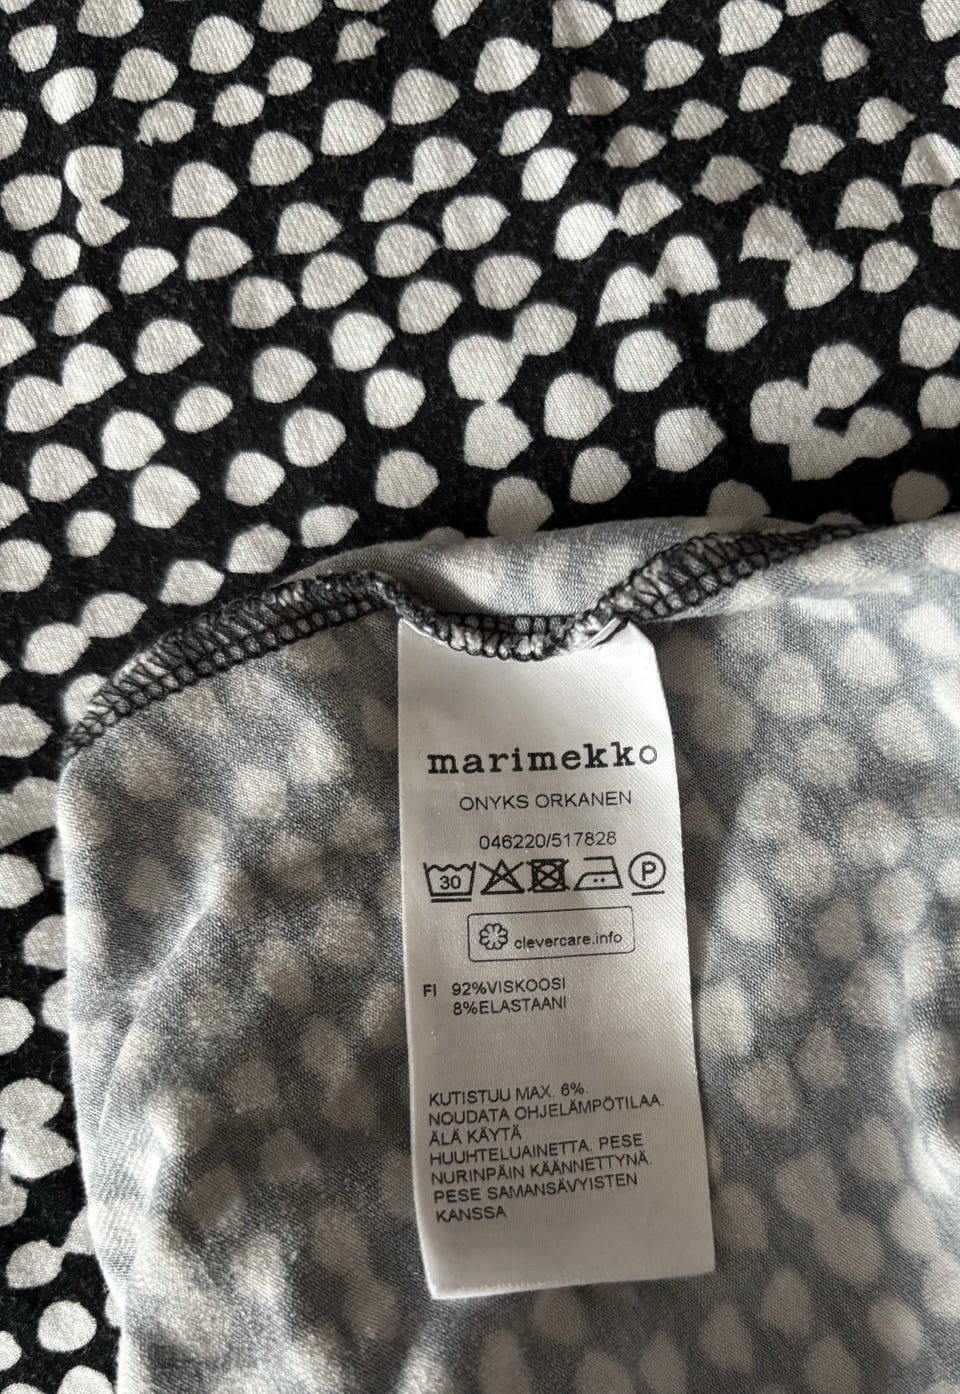 marimekko
ONYKS ORKANEN
046220/517828
30 P
clevercare.info
FI 92%VISKOOSI
8%ELASTAANI
KUTISTUU MAX. 6%.
NOUDATA OHJELÄMPÖTILAA.
ÄLÄ KÄYTÄ
HUUHTELUAINETTA. PESE
NURINPÄIN KÄÄNNETTYNÄ.
PESE SAMANSÄVYISTEN
KANSSA